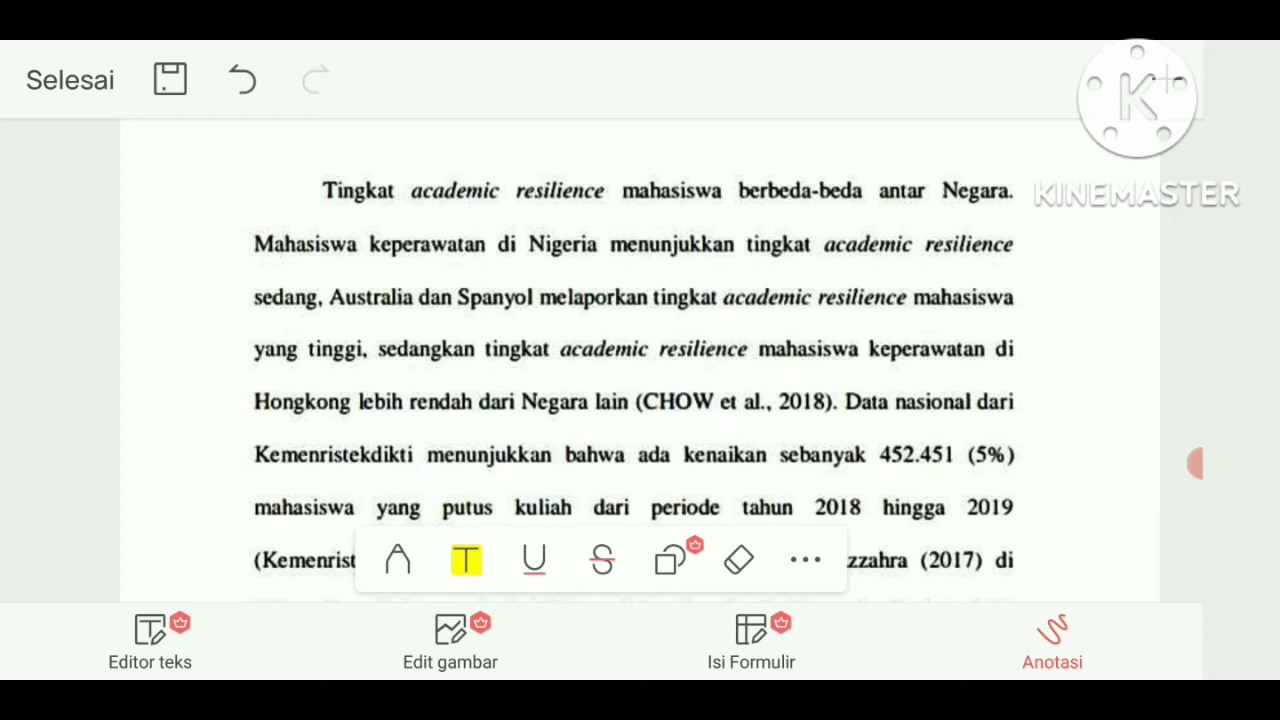 Selesai
K
KINEMASTER
Tingkat academic resilience mahasiswa berbeda-beda antar Negara.
Mahasiswa keperawatan di Nigeria menunjukkan tingkat academic resilience
sedang, Australia dan Spanyol melaporkan tingkat academic resilience mahasiswa
yang tinggi, sedangkan tingkat academic resilience mahasiswa keperawatan di
Hongkong lebih rendah dari Negara lain (CHOW et al., 2018). Data nasional dari
Kemenristekdikti menunjukkan bahwa ada kenaikan sebanyak 452.451 (5%)
mahasiswa yang putus kuliah dari periode tahun 2018 hingga 2019
(Kemenrist zzahra (2017) di
T U S
Editor teks
Edit gambar
Isi Formulir
Anotasi